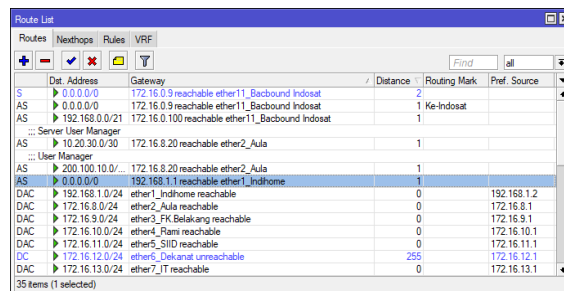 Route List
Routes Nexthops Rules VRF
Find all
Dst. Address Gateway Distance Routing Mark Pref. Source
S 0.0.0.0/0 172.16.0.9 reachable ether11_Bacbound Indosat 2
AS 0.0.0.0/0 172.16.0.9 reachable ether11_Bacbound Indosat 1 Ke-Indosat
AS 192.168.0.0/21 172.16.0.100 reachable ether11_Bacbound Indosat 1
;;; Server User Manager
AS 10.20.30.0/30 172.16.8.20 reachable ether2_Aula 1
;;; User Manager
AS 200.100.10.0/... 172.16.8.20 reachable ether2_Aula 1
AS 0.0.0.0/0 192.168.1.1 reachable ether1_Indihome 1
DAC 192.168.1.0/24 ether1_Indihome reachable 0 192.168.1.2
DAC 172.16.8.0/24 ether2_Aula reachable 0 172.16.8.1
DAC 172.16.9.0/24 ether3_FK.Belakang reachable 0 172.16.9.1
DAC 172.16.10.0/24 ether4_Rami reachable 0 172.16.10.1
DAC 172.16.11.0/24 ether5_SIID reachable 0 172.16.11.1
DC 172.16.12.0/24 ether6_Dekanat unreachable 255 172.16.12.1
DAC 172.16.13.0/24 ether7_IT reachable 0 172.16.13.1
35 items (1 selected)